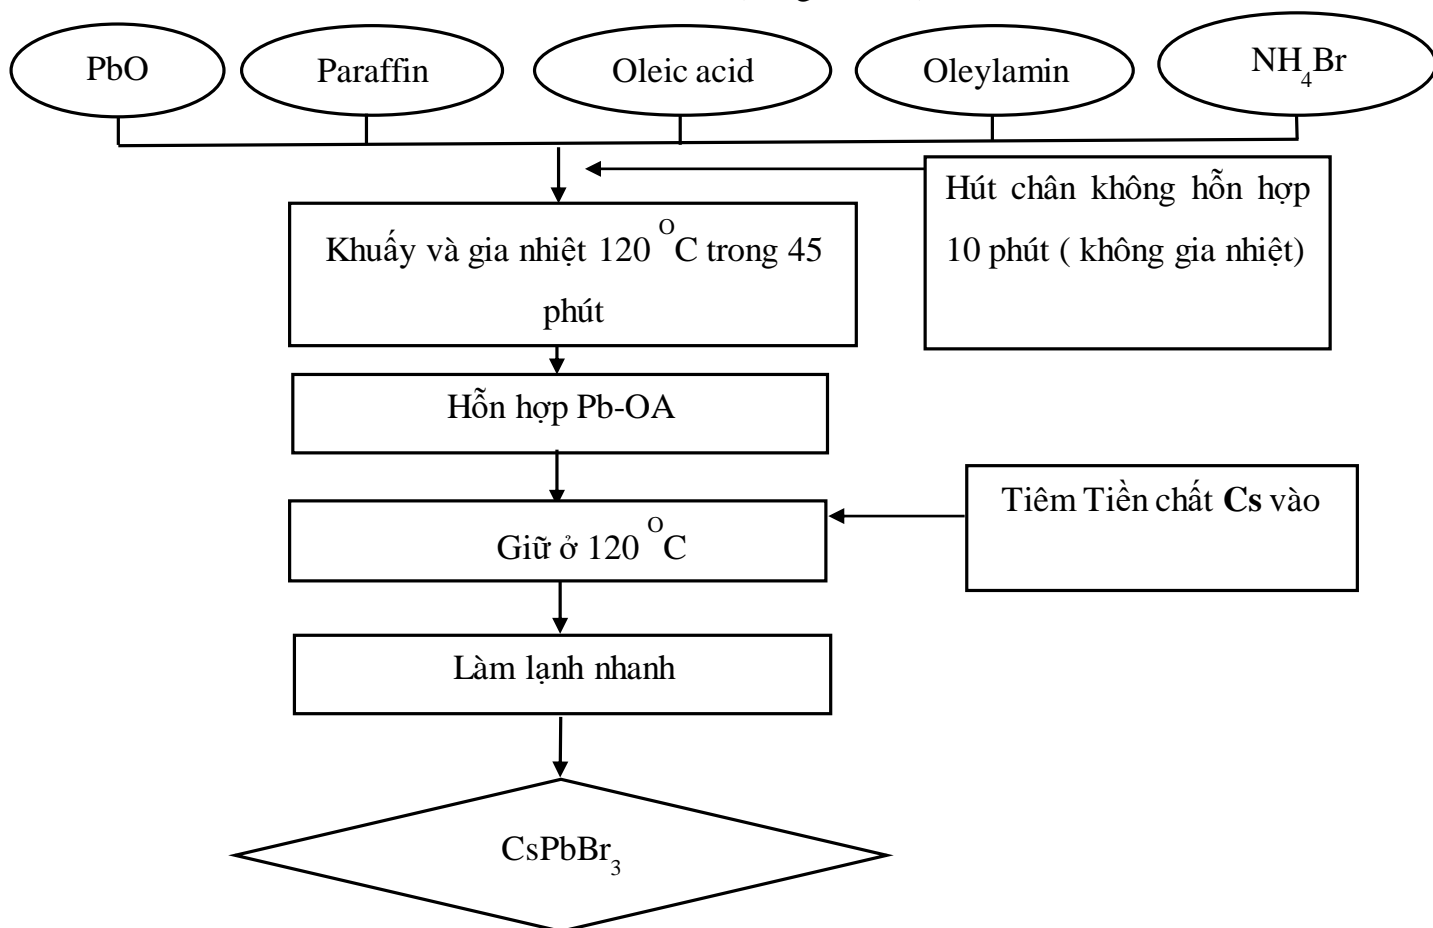 PbO
Paraffin
Oleic acid
Oleylamin
NH₄Br
Hút chân không hỗn hợp
10 phút ( không gia nhiệt)
Khuấy và gia nhiệt 120 ᴼC trong 45
phút
Hỗn hợp Pb-OA
Tiêm Tiền chất Cs vào
Giữ ở 120 ᴼC
Làm lạnh nhanh
CsPbBr₃